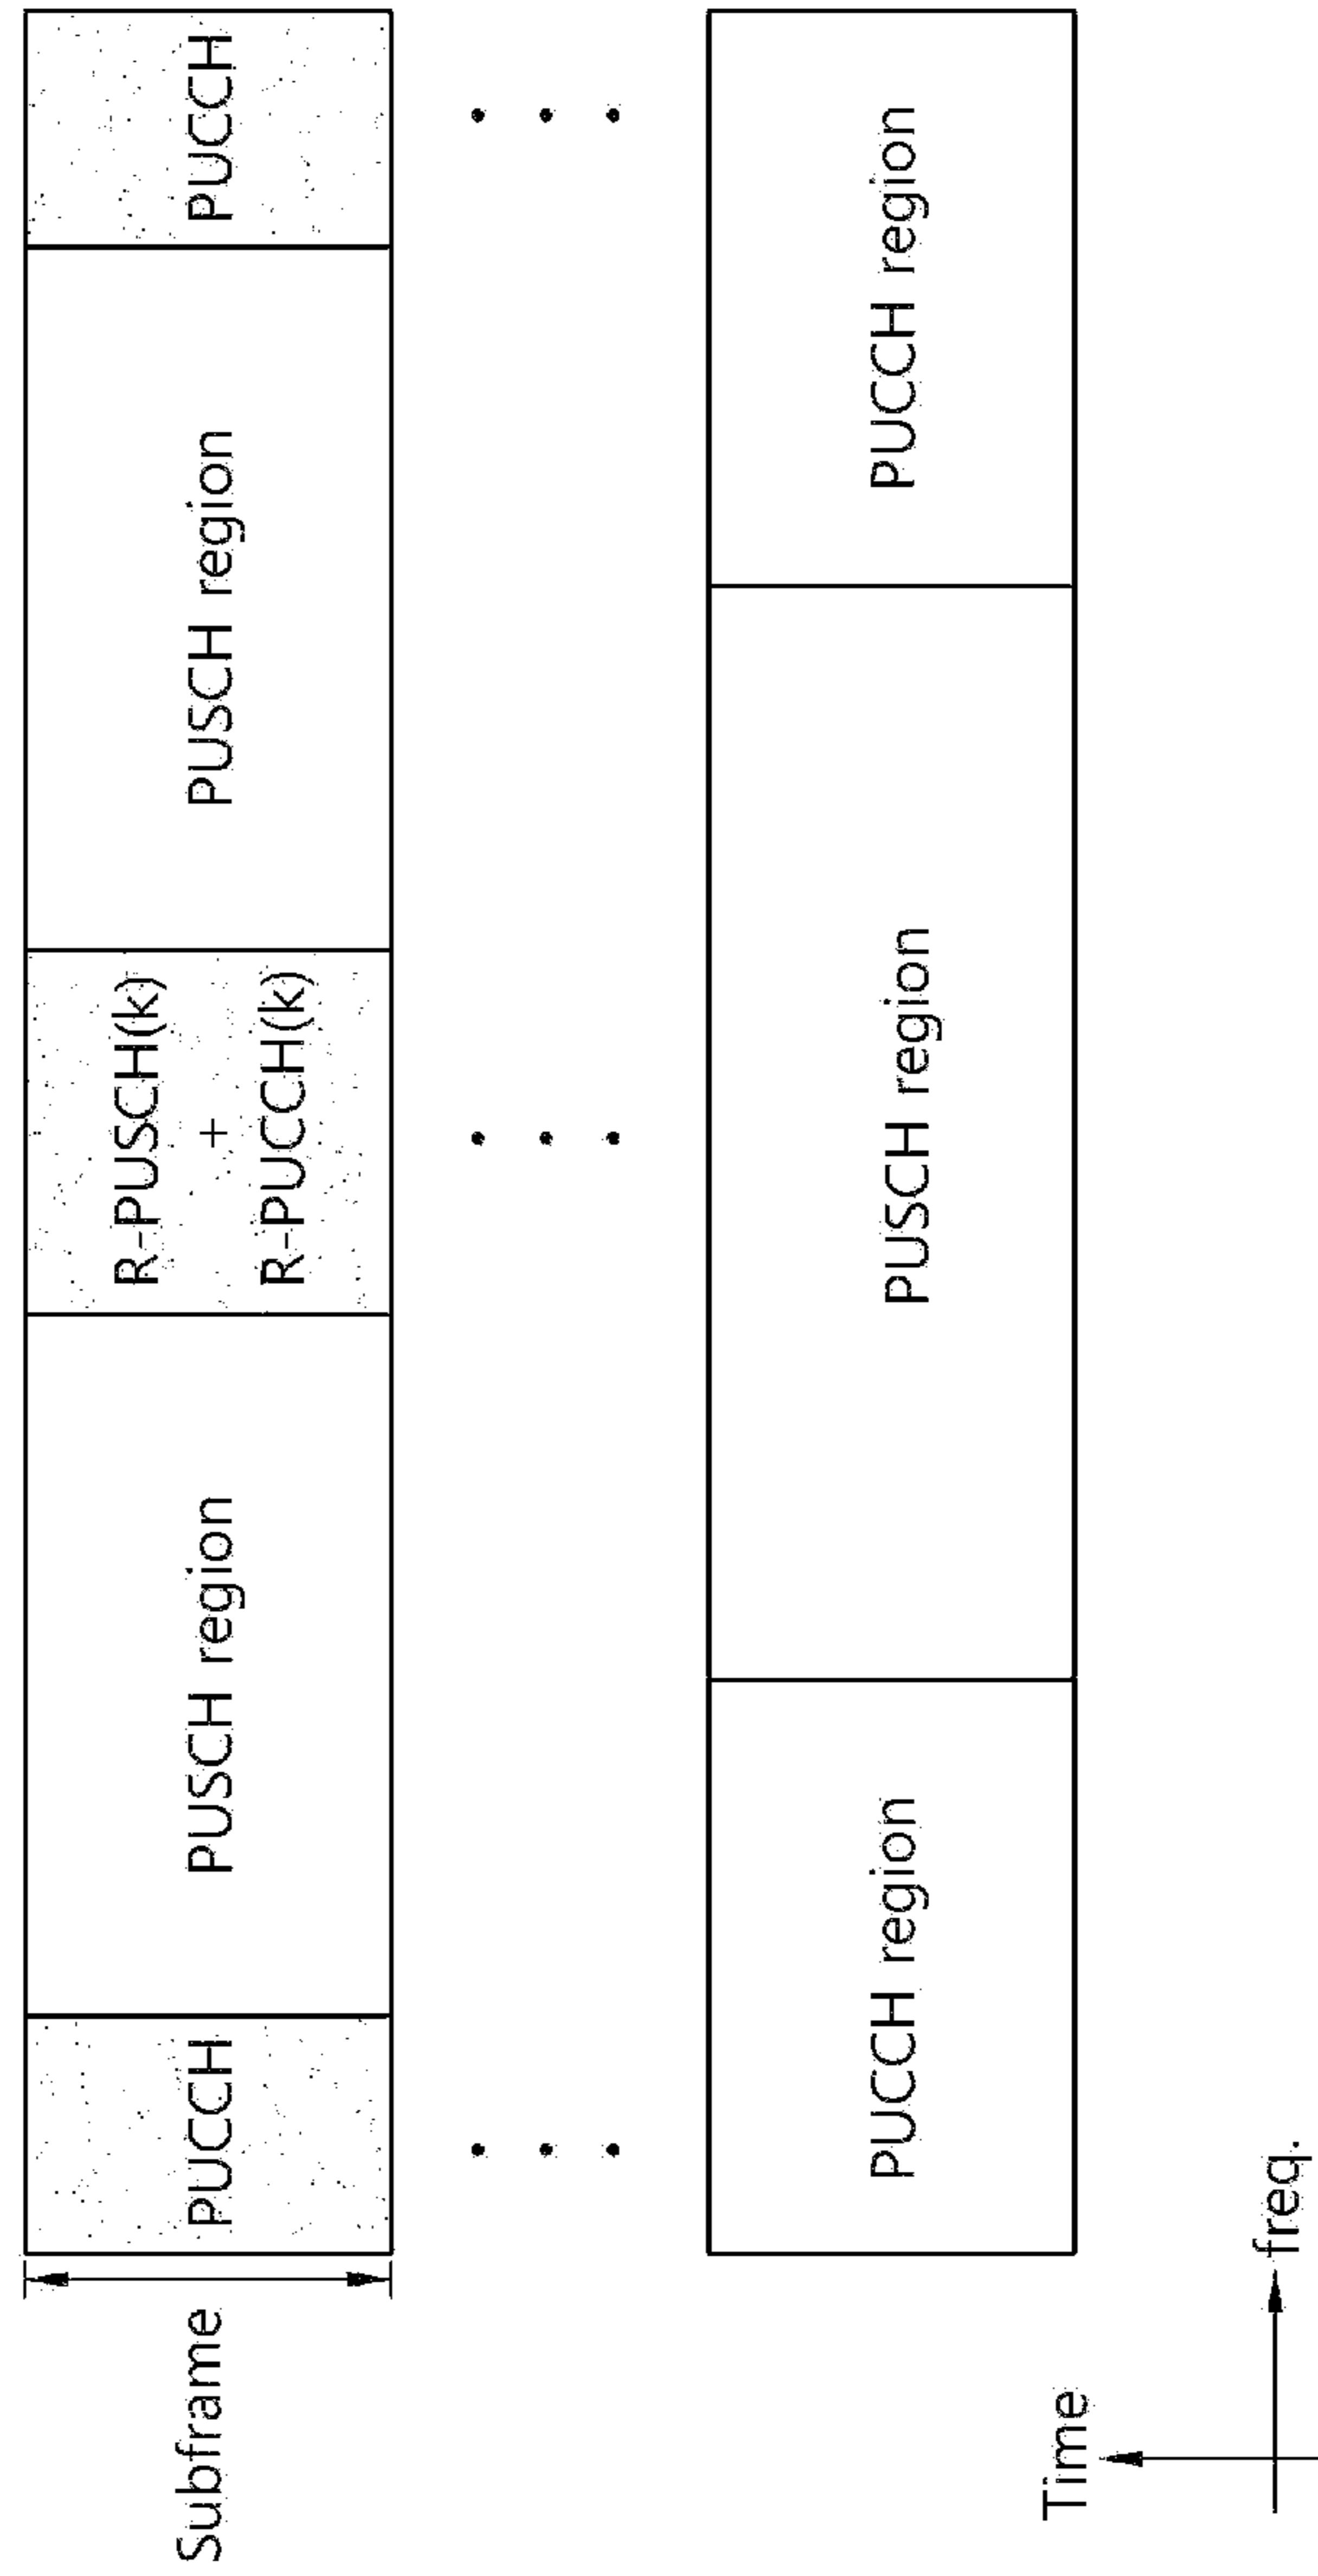 Subframe
PUCCH
PUSCH region
R-PUSCH(k)
+
R-PUCCH(k)
PUSCH region
PUCCH
PUCCH region
PUSCH region
PUCCH region
Time
freq.